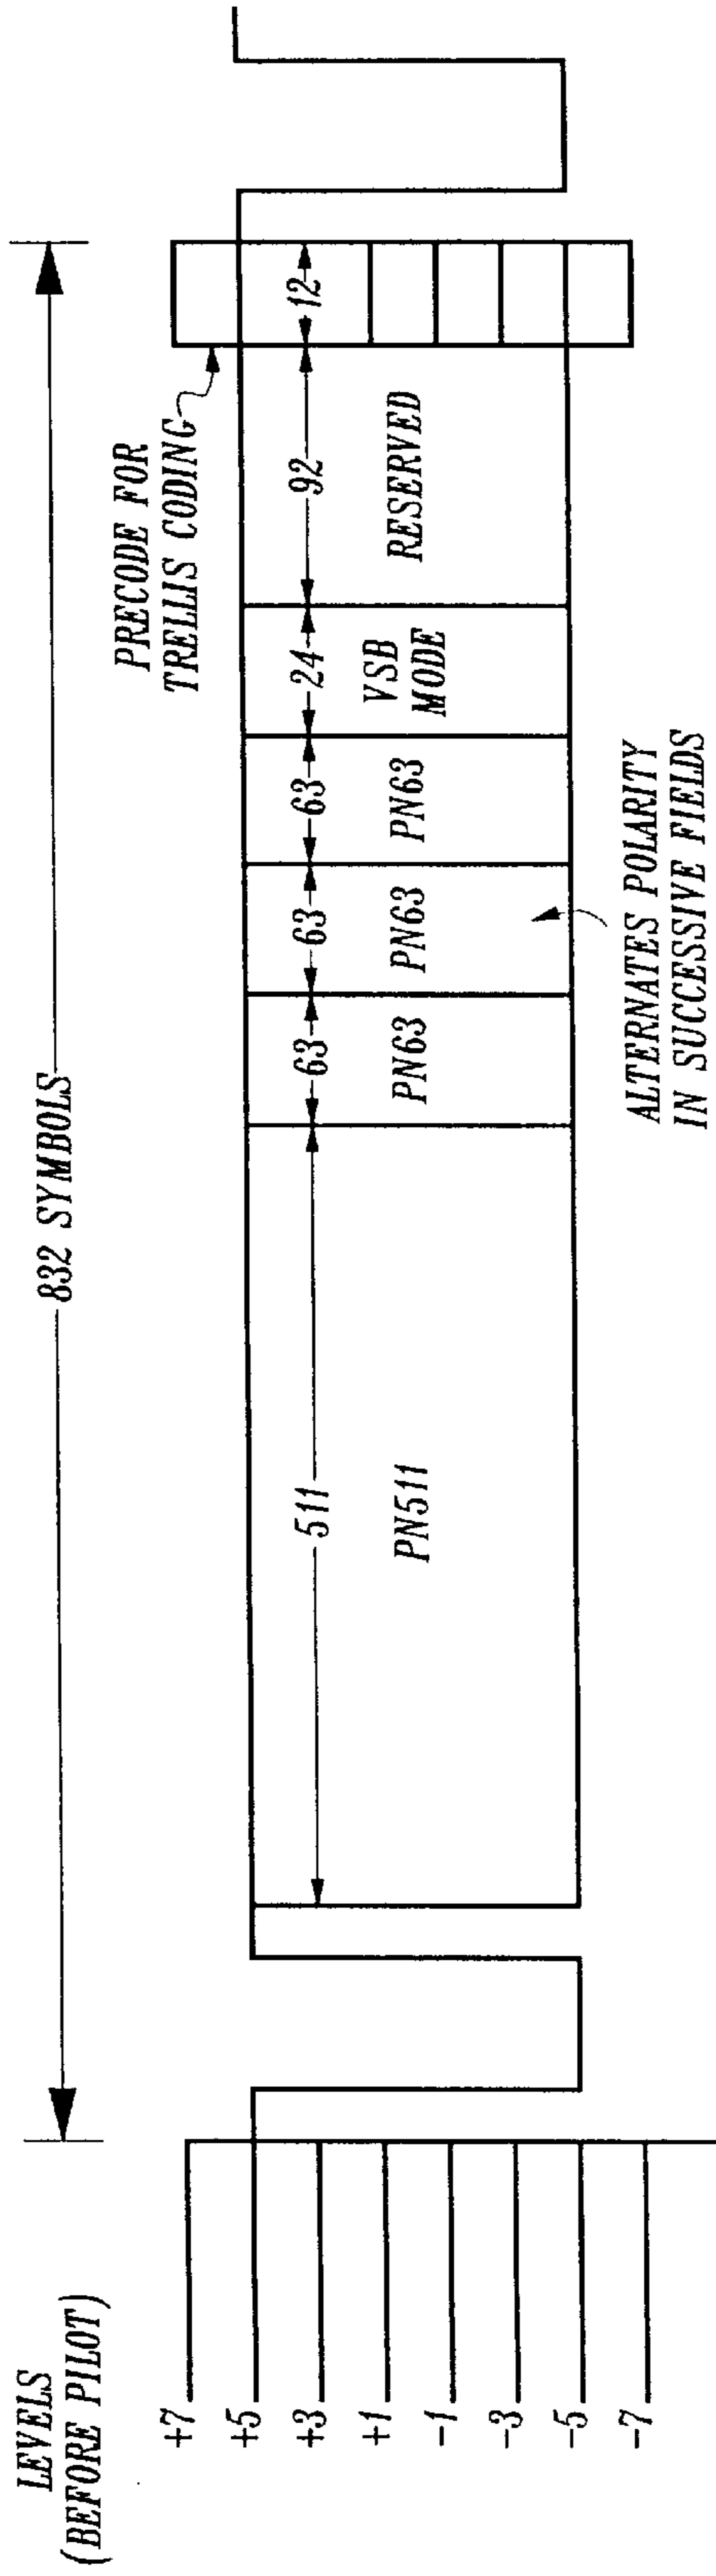 LEVELS
(BEFORE PILOT)
832 SYMBOLS
+7
+5
+3
+1
-1
-3
-5
-7
511
63
63
63
24
92
12
PN511
PN63
PN63
PN63
VSB
MODE
RESERVED
PRECODE FOR
TRELLIS CODING
ALTERNATES POLARITY
IN SUCCESSIVE FIELDS